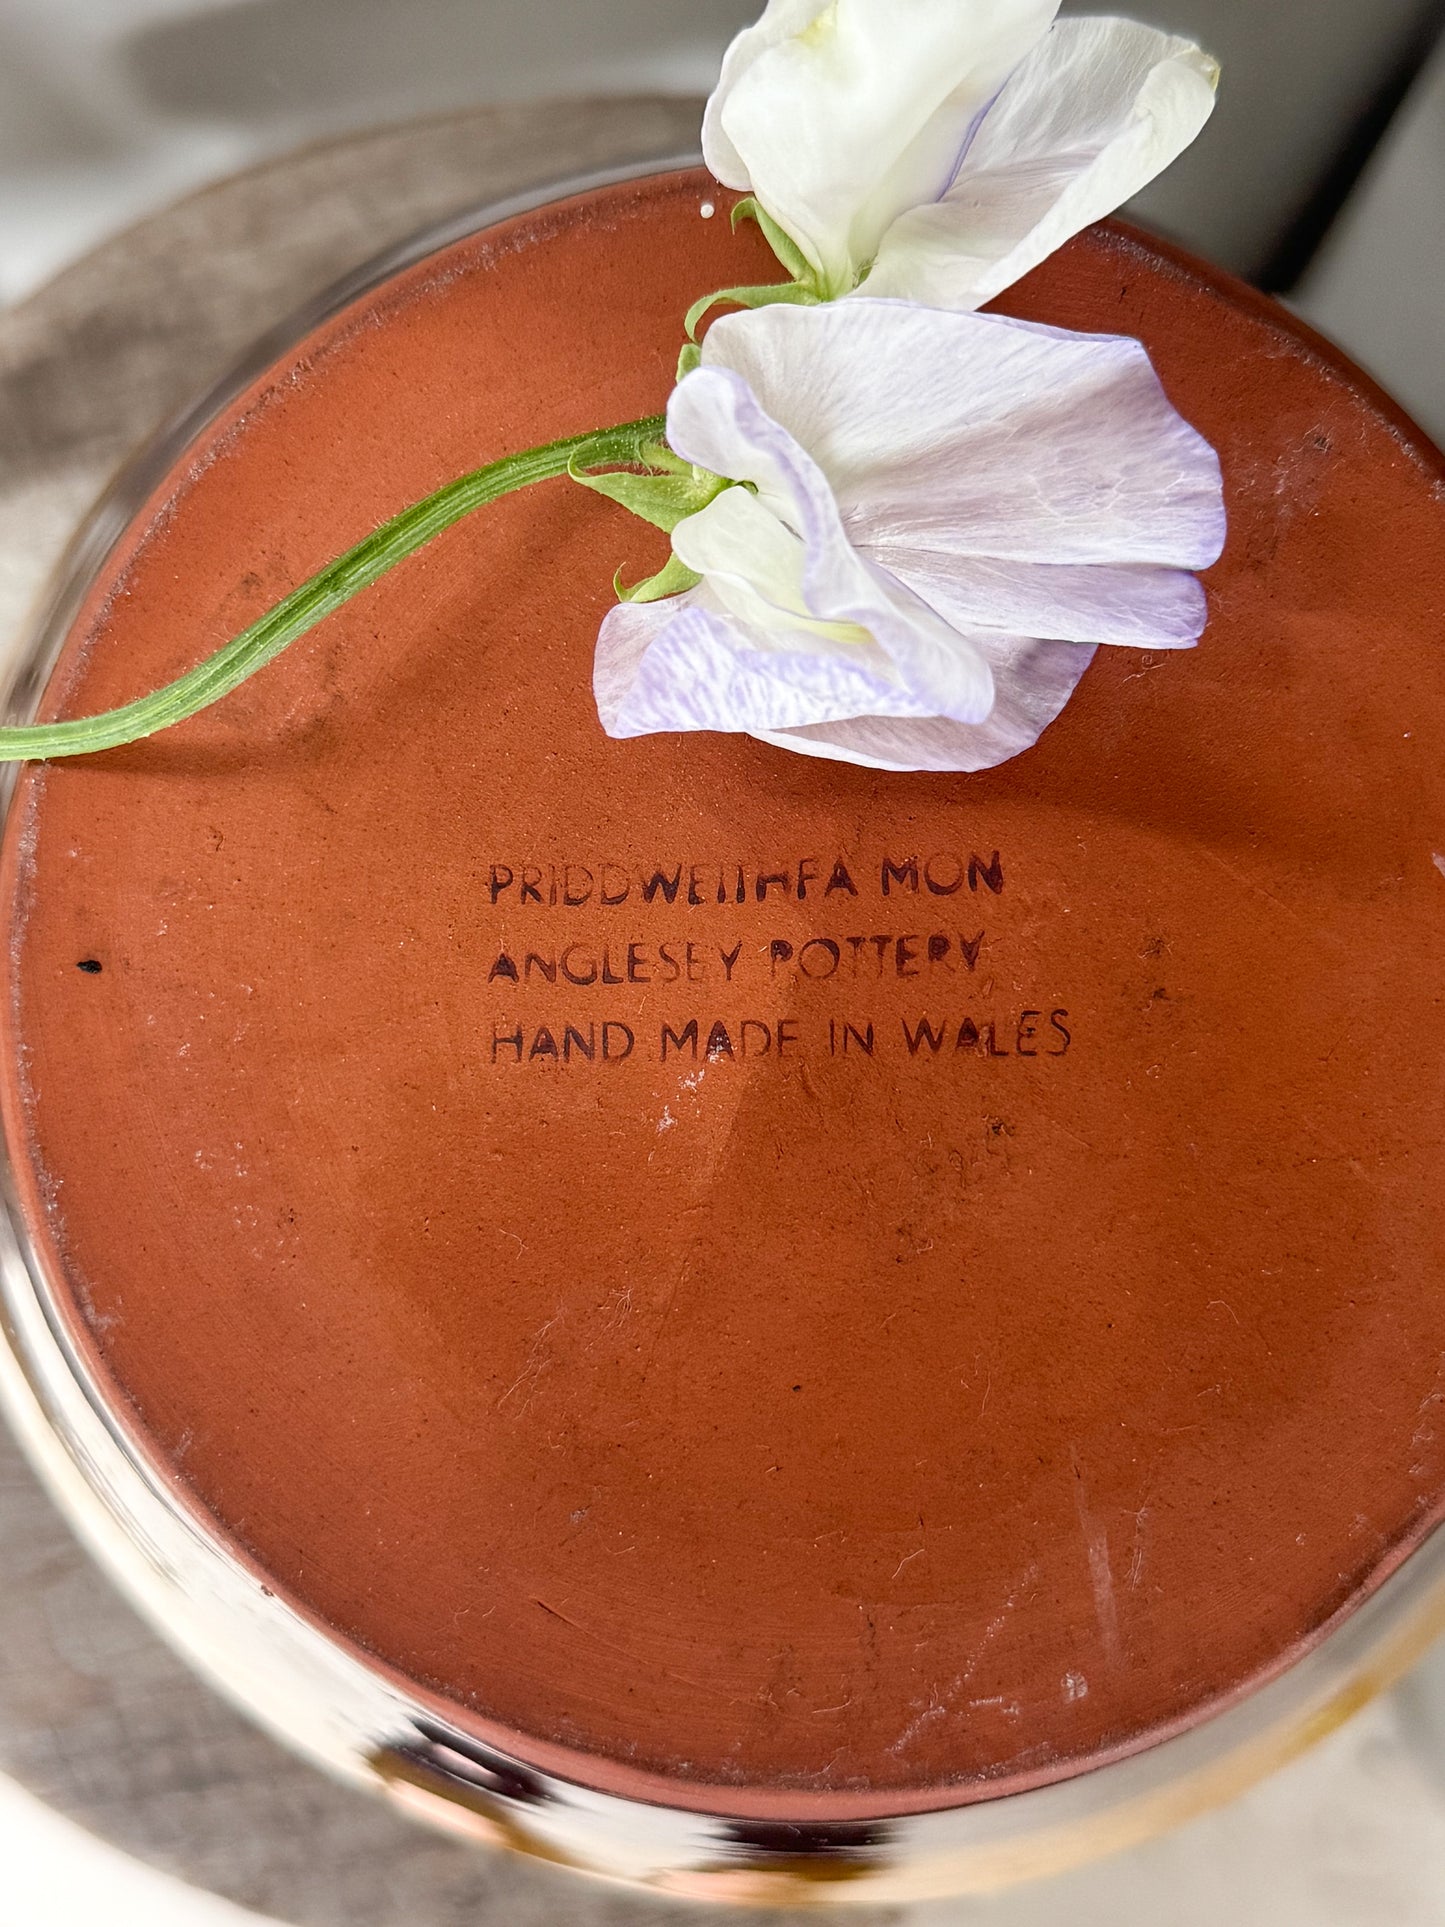 PRIDDWEITHFA MON
ANGLESEY POTTERY
HAND MADE IN WALES